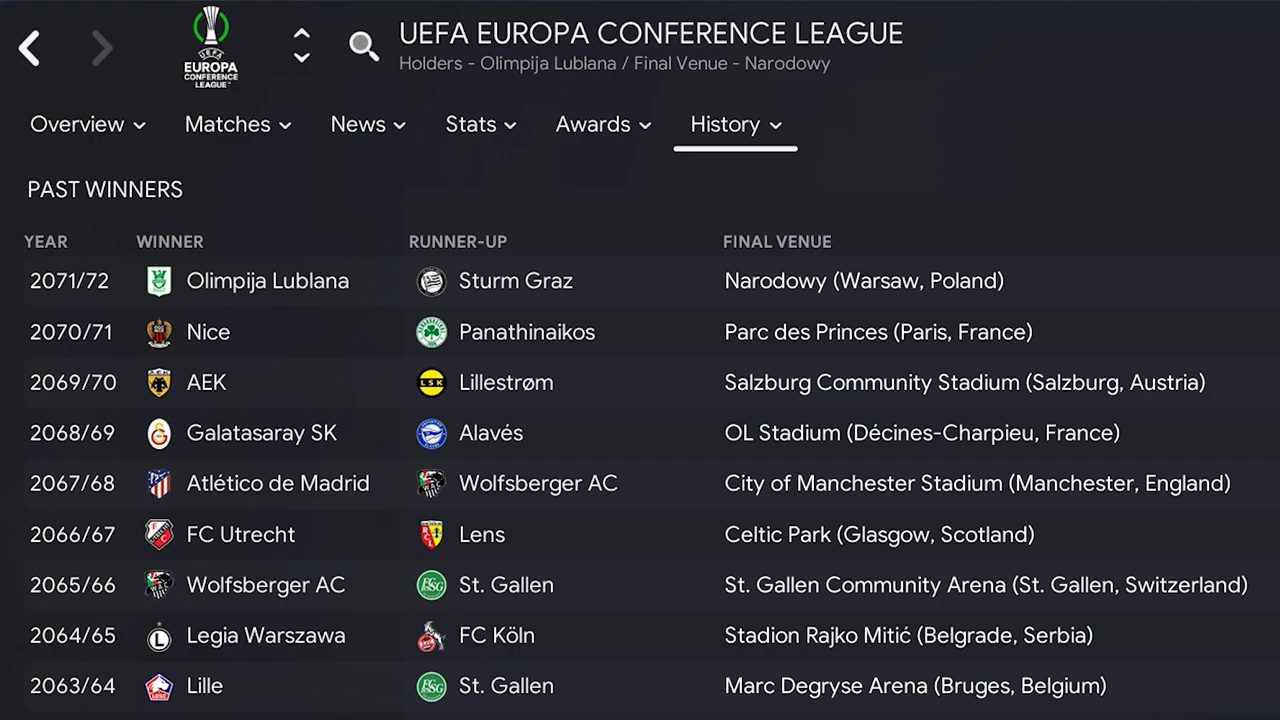 UEFA EUROPA CONFERENCE LEAGUE
Holders - Olimpija Lublana / Final Venue - Narodowy
UEFA
EUROPA
CONFERENCE
LEAGUE
Overview Matches News Stats Awards History
PAST WINNERS
YEAR WINNER RUNNER-UP FINAL VENUE
2071/72 Olimpija Lublana Sturm Graz Narodowy (Warsaw, Poland)
2070/71 Nice Panathinaikos Parc des Princes (Paris, France)
2069/70 AEK LSK Lillestrøm Salzburg Community Stadium (Salzburg, Austria)
2068/69 Galatasaray SK Alavés OL Stadium (Décines-Charpieu, France)
2067/68 Atlético de Madrid Wolfsberger AC City of Manchester Stadium (Manchester, England)
2066/67 FC Utrecht Lens Celtic Park (Glasgow, Scotland)
2065/66 Wolfsberger AC St. Gallen St. Gallen Community Arena (St. Gallen, Switzerland)
2064/65 Legia Warszawa FC Köln Stadion Rajko Mitić (Belgrade, Serbia)
2063/64 Lille St. Gallen Marc Degryse Arena (Bruges, Belgium)